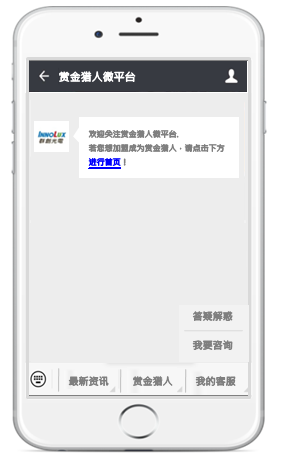 赏金猎人微平台
INNOLUX
群創光電
欢迎关注赏金猎人微平台,
若您想加盟成为赏金猎人，请点击下方
进行首页！
答疑解惑
我要咨询
最新资讯
赏金猎人
我的客服